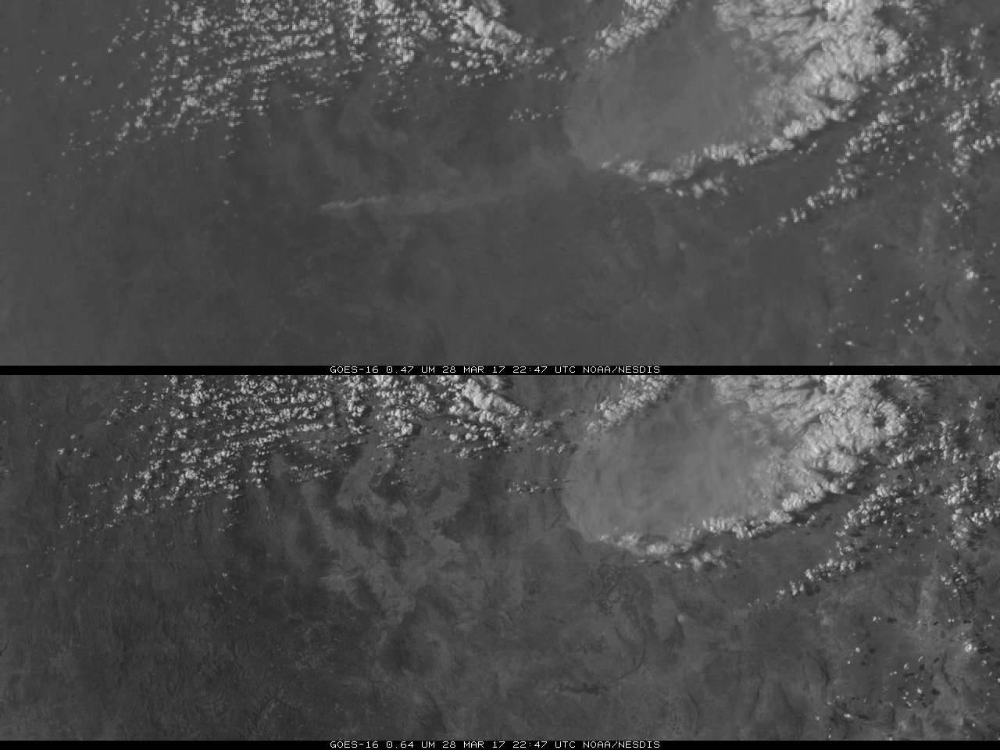 GOES-16 0.47 UM 28 MAR 17 22:47 UTC NOAA/NESDIS
GOES-16 0.64 UM 28 MAR 17 22:47 UTC NOAA/NESDIS